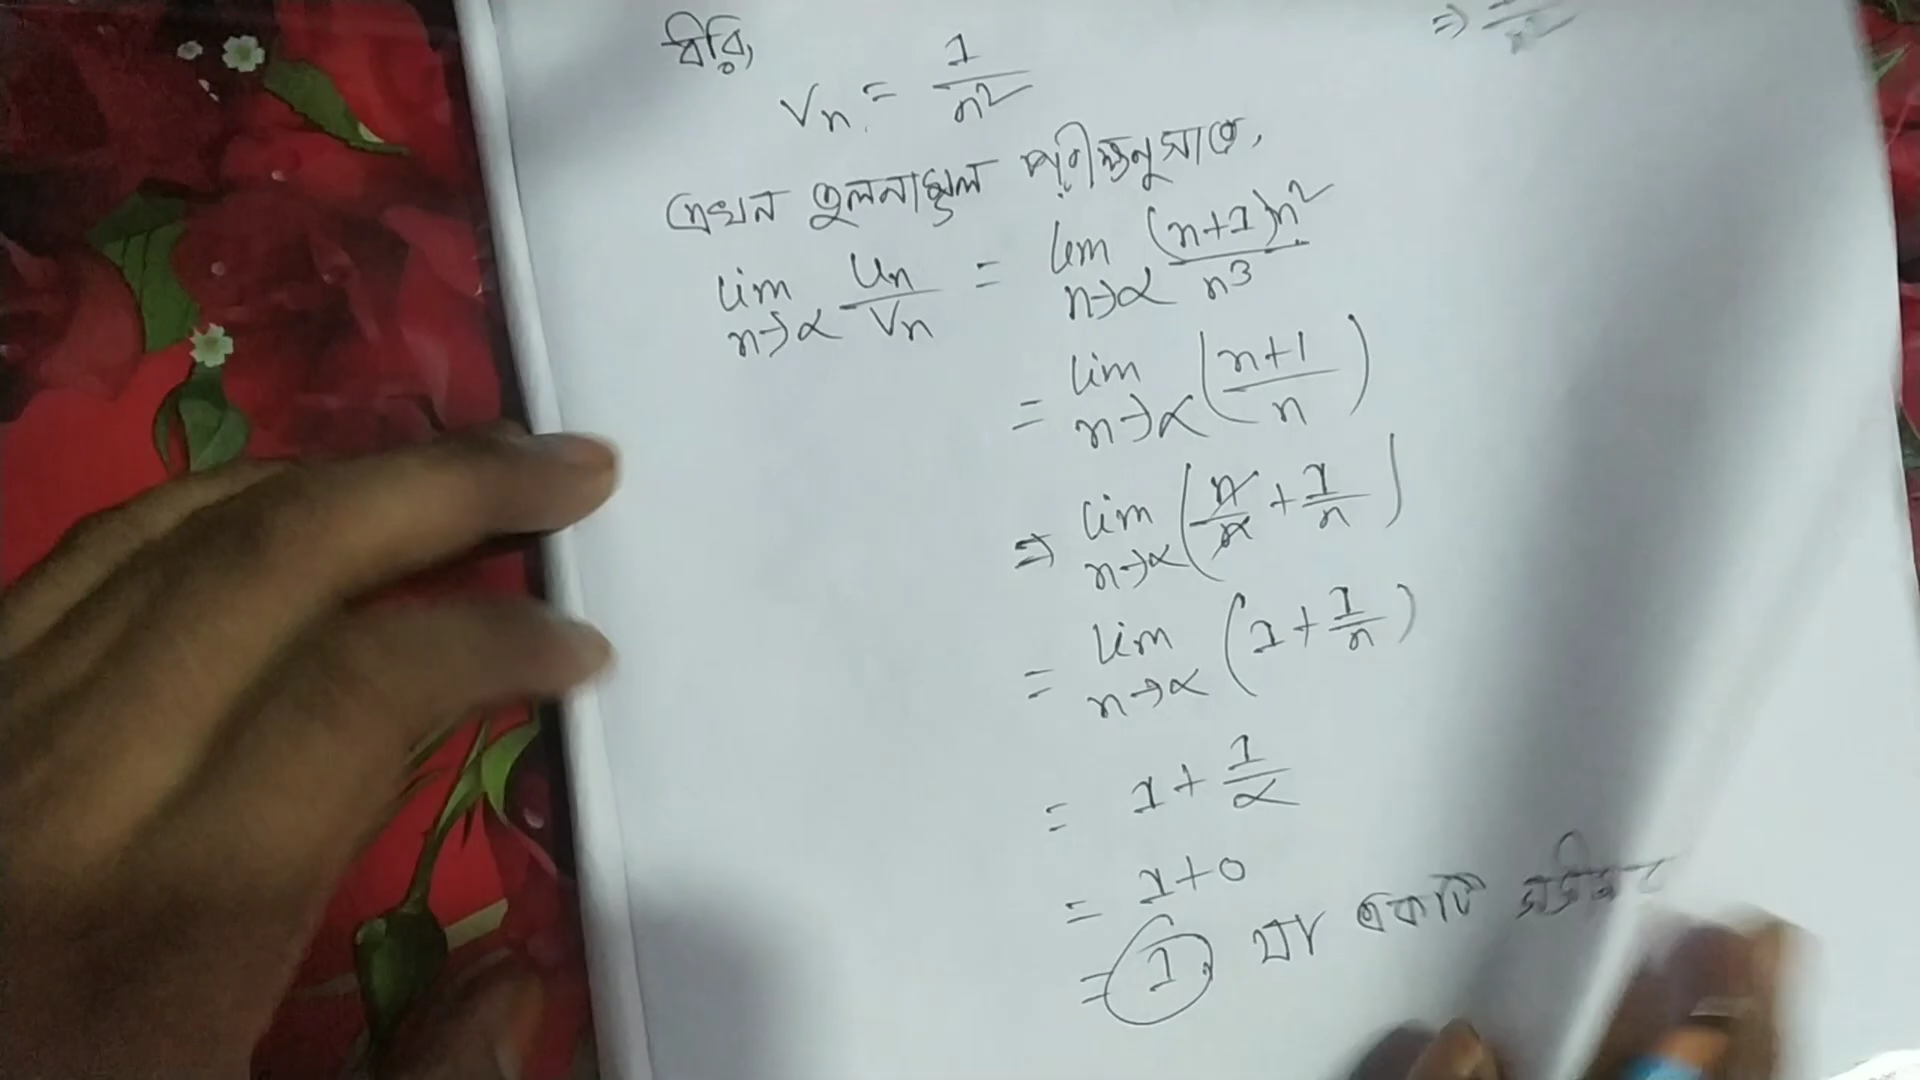 ধরি,
Vn = 1/n²
এখন তুলনামূলক পরীক্ষানুসারে,
lim n→∝ Un/Vn = lim n→∝ (n+1)n²/n³
= lim n→∝ (n+1/n)
= lim n→∝ (n/n + 1/n)
= lim n→∝ (1 + 1/n)
= 1 + 1/∝
= 1+0
= 1 যা একটি